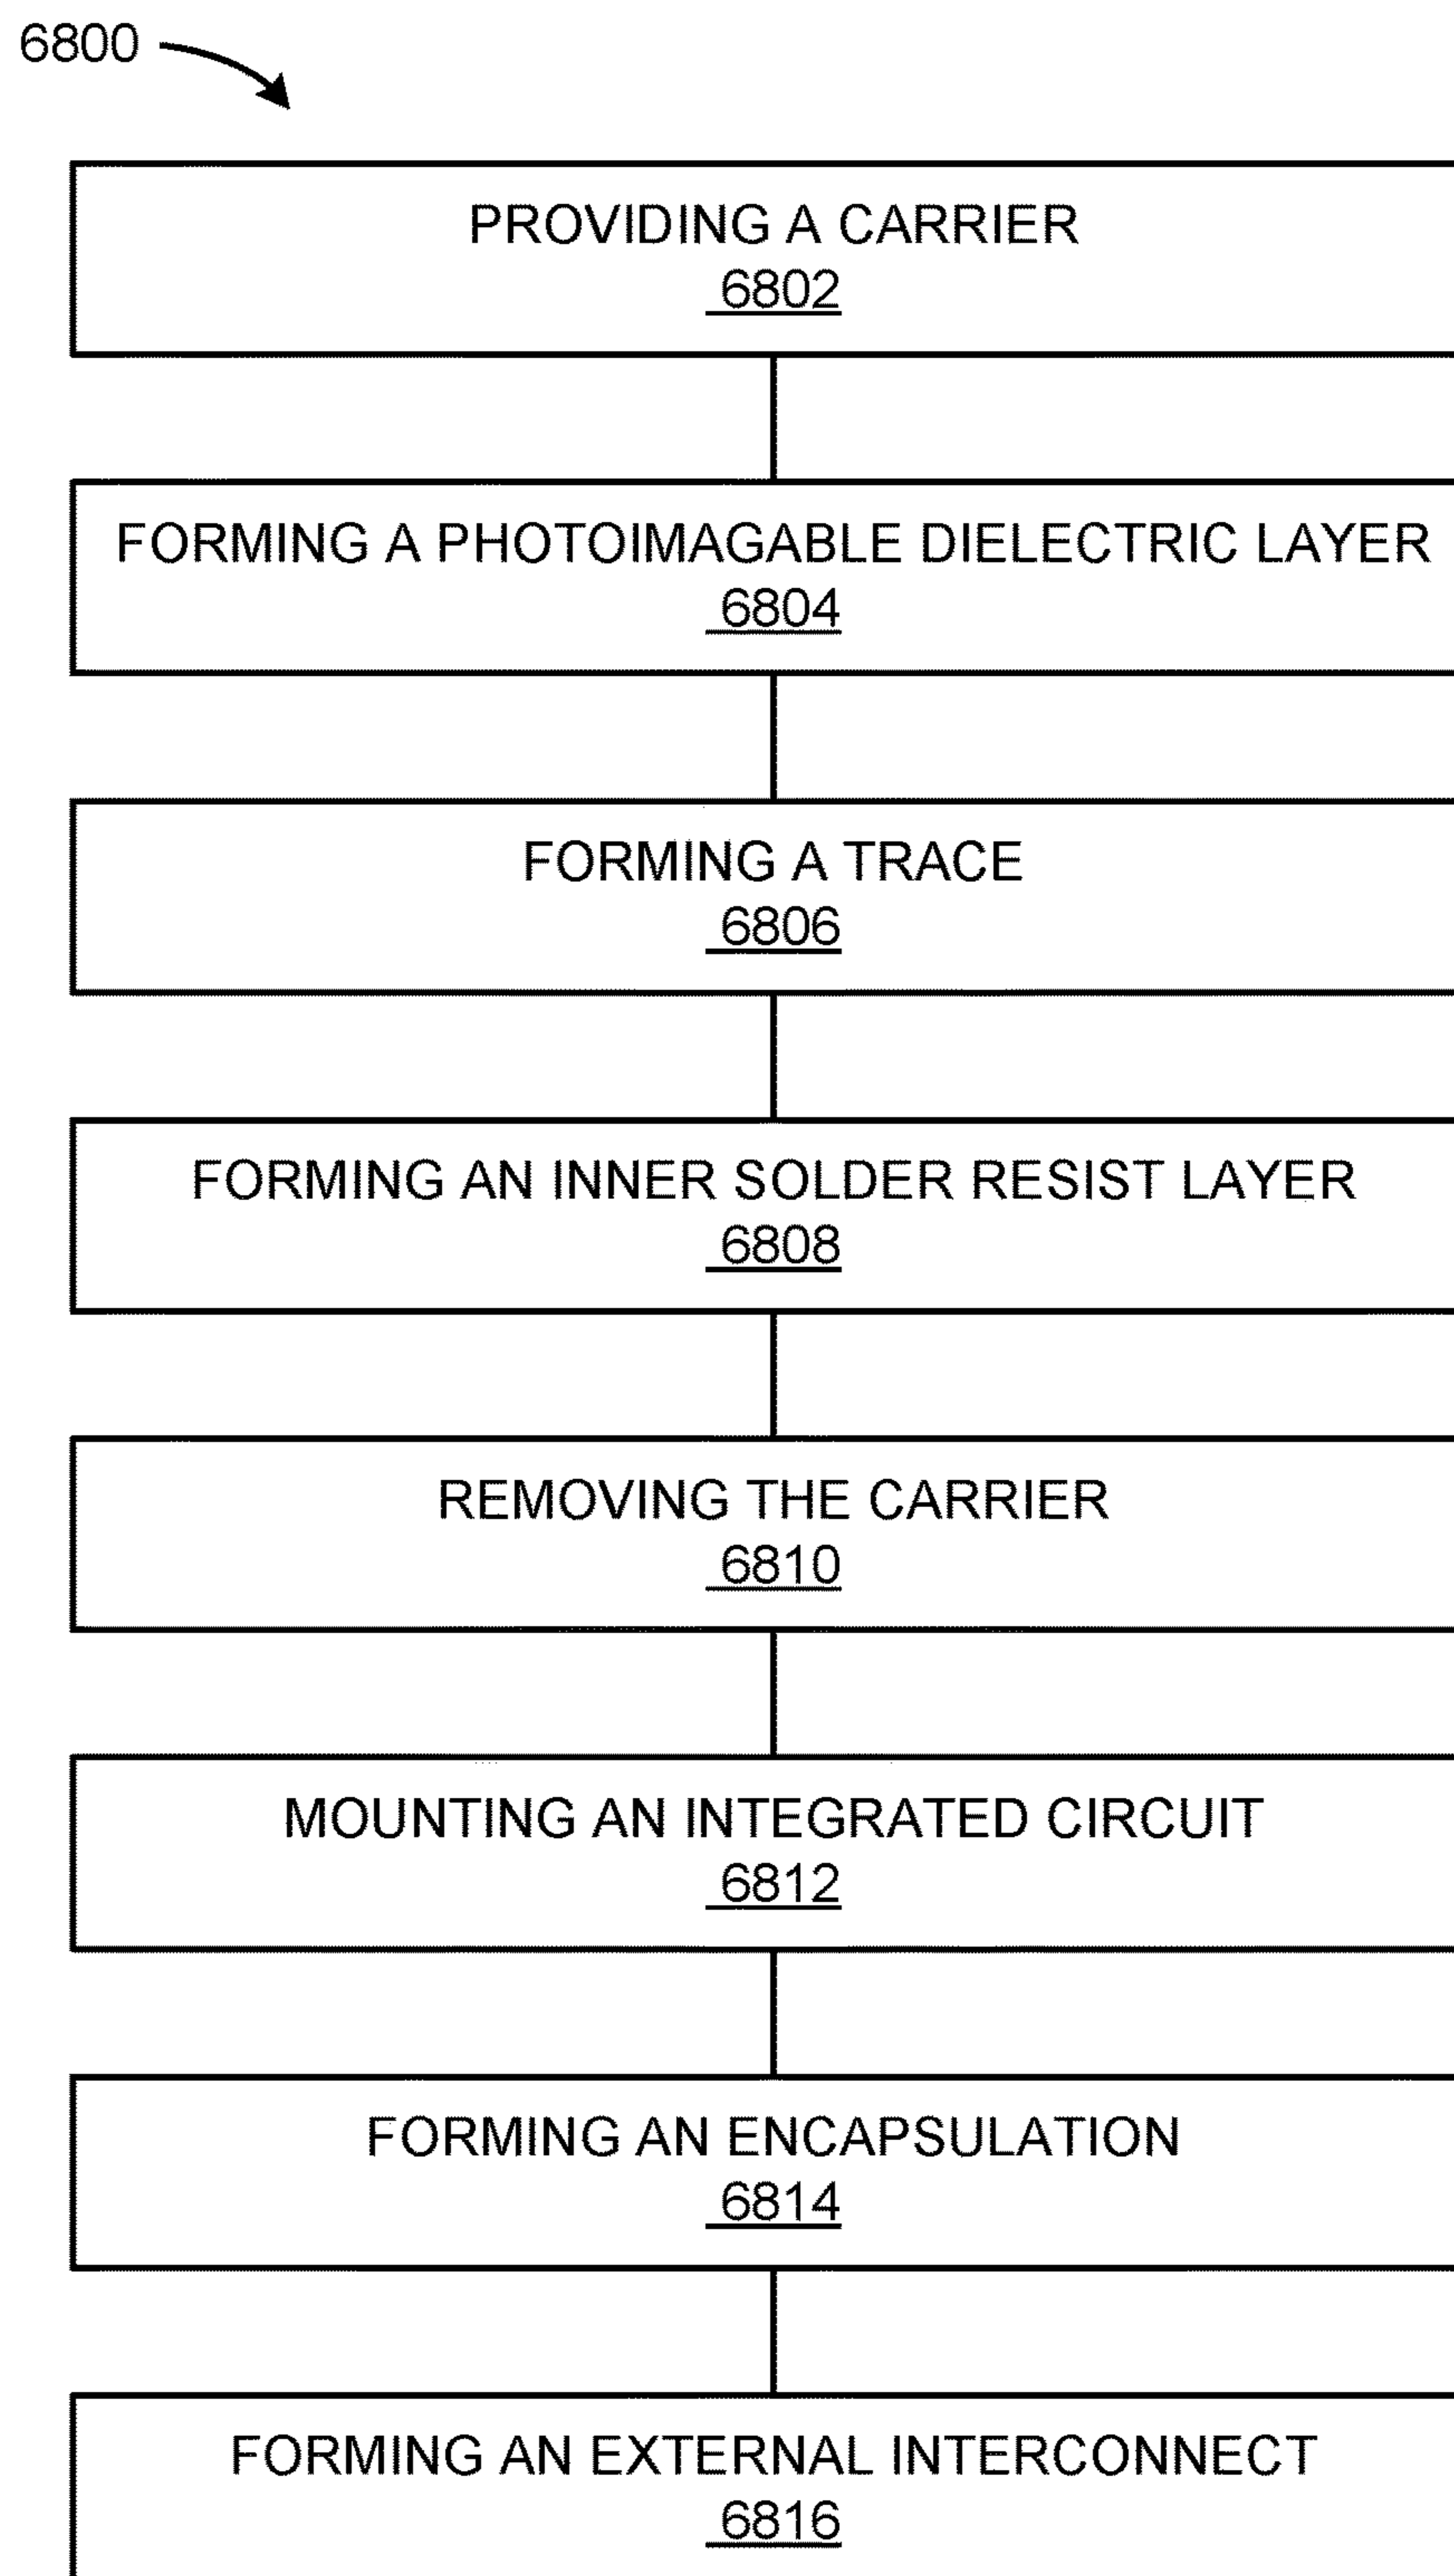 6800
PROVIDING A CARRIER
6802
FORMING A PHOTOIMAGABLE DIELECTRIC LAYER
6804
FORMING A TRACE
6806
FORMING AN INNER SOLDER RESIST LAYER
6808
REMOVING THE CARRIER
6810
MOUNTING AN INTEGRATED CIRCUIT
6812
FORMING AN ENCAPSULATION
6814
FORMING AN EXTERNAL INTERCONNECT
6816